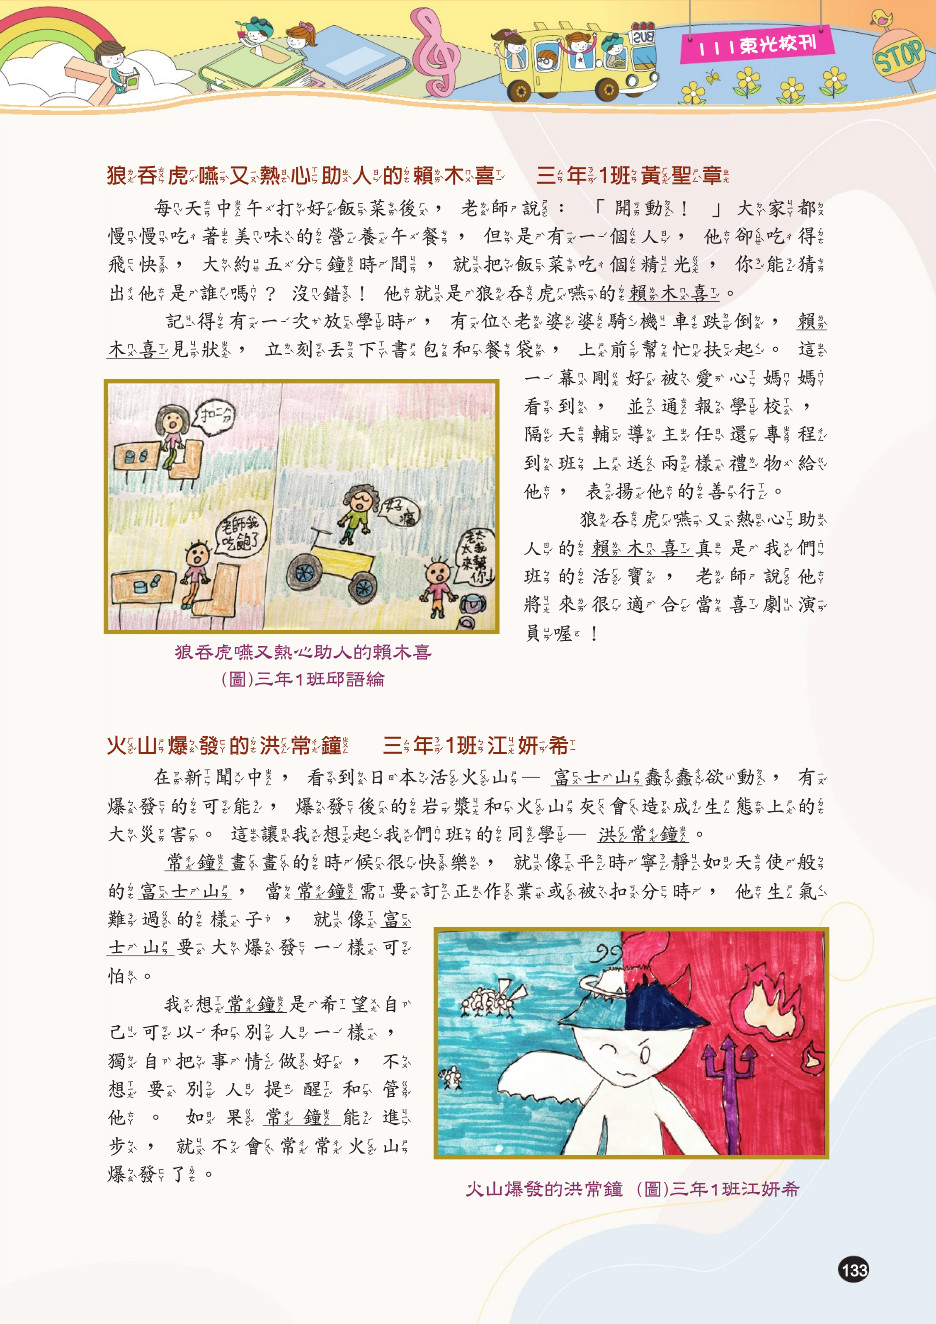 SUB
111東光校刊
STOP
狼吞虎嚥又熱心助人的賴木喜 三年1班黃聖章
每天中午打好飯菜後，老師說：「開動！」大家都
慢慢吃著美味的營養午餐，但是有一個人，他卻吃得
飛快，大約五分鐘時間，就把飯菜吃個精光，你能猜
出他是誰嗎？沒錯！他就是狼吞虎嚥的賴木喜。
記得有一次放學時，有位老婆婆騎機車跌倒，賴
木喜見狀，立刻丟下書包和餐袋，上前幫忙扶起。這
一幕剛好被愛心媽媽
看到，並通報學校，
隔天輔導主任還專程
到班上送兩樣禮物給
他，表揚他的善行。
狼吞虎嚥又熱心助
人的賴木喜真是我們
班的活寶，老師說他
將來很適合當喜劇演
員喔！
扣二分
老師我
吃飽了
好
痛
老太
太我
來幫
你
狼吞虎嚥又熱心助人的賴木喜
(圖)三年1班邱語綸
火山爆發的洪常鐘 三年1班江妍希
在新聞中，看到日本活火山—富士山蠢蠢欲動，有
爆發的可能，爆發後的岩漿和火山灰會造成生態上的
大災害。這讓我想起我們班的同學—洪常鐘。
常鐘畫畫的時候很快樂，就像平時寧靜如天使般
的富士山，當常鐘需要訂正作業或被扣分時，他生氣
難過的樣子，就像富
士山要大爆發一樣可
怕。
我想常鐘是希望自
己可以和別人一樣，
獨自把事情做好，不
想要別人提醒和管
他。如果常鐘能進
步，就不會常常火山
爆發了。
火山爆發的洪常鐘 (圖)三年1班江妍希
133